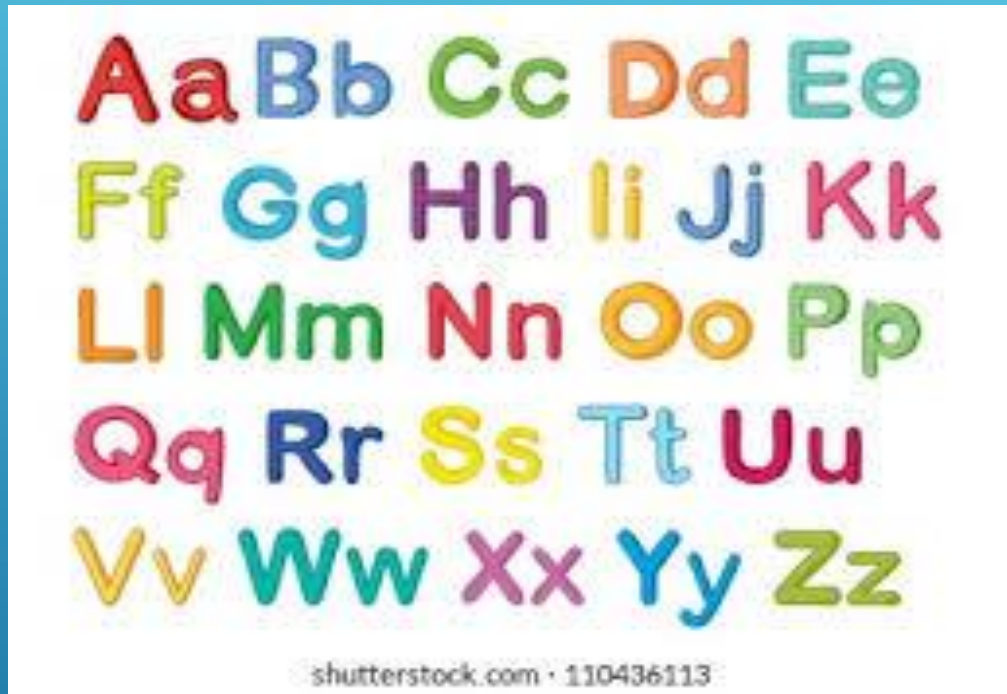 Aa Bb Cc Dd Ee
Ff Gg Hh Ii Jj Kk
Ll Mm Nn Oo Pp
Qq Rr Ss Tt Uu
Vv Ww Xx Yy Zz
shutterstock.com · 110436113